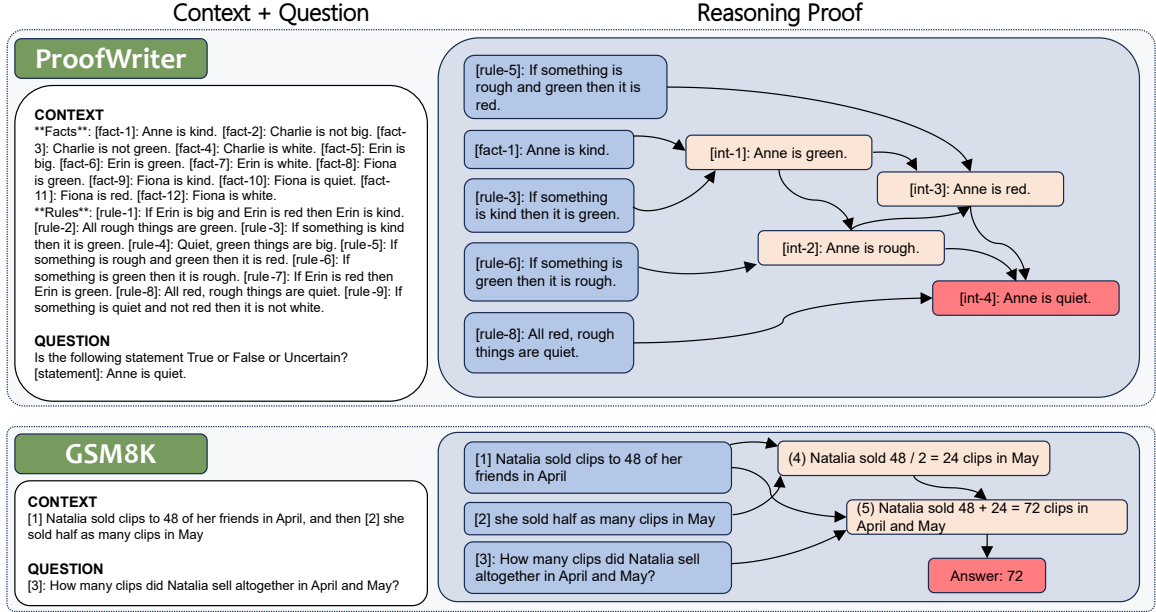 Context + Question
Reasoning Proof
ProofWriter
CONTEXT
**Facts**: [fact-1]: Anne is kind. [fact-2]: Charlie is not big. [fact-
3]: Charlie is not green. [fact-4]: Charlie is white. [fact-5]: Erin is
big. [fact-6]: Erin is green. [fact-7]: Erin is white. [fact-8]: Fiona
is green. [fact-9]: Fiona is kind. [fact-10]: Fiona is quiet. [fact-
11]: Fiona is red. [fact-12]: Fiona is white.
**Rules**: [rule-1]: If Erin is big and Erin is red then Erin is kind.
[rule-2]: All rough things are green. [rule-3]: If something is kind
then it is green. [rule-4]: Quiet, green things are big. [rule-5]: If
something is rough and green then it is red. [rule-6]: If
something is green then it is rough. [rule-7]: If Erin is red then
Erin is green. [rule-8]: All red, rough things are quiet. [rule-9]: If
something is quiet and not red then it is not white.
QUESTION
Is the following statement True or False or Uncertain?
[statement]: Anne is quiet.
[rule-5]: If something is
rough and green then it is
red.
[fact-1]: Anne is kind.
[rule-3]: If something
is kind then it is green.
[rule-6]: If something is
green then it is rough.
[rule-8]: All red, rough
things are quiet.
[int-1]: Anne is green.
[int-3]: Anne is red.
[int-2]: Anne is rough.
[int-4]: Anne is quiet.
GSM8K
CONTEXT
[1] Natalia sold clips to 48 of her friends in April, and then [2] she
sold half as many clips in May
QUESTION
[3]: How many clips did Natalia sell altogether in April and May?
[1] Natalia sold clips to 48 of her
friends in April
[2] she sold half as many clips in May
[3]: How many clips did Natalia sell
altogether in April and May?
(4) Natalia sold 48 / 2 = 24 clips in May
(5) Natalia sold 48 + 24 = 72 clips in
April and May
Answer: 72